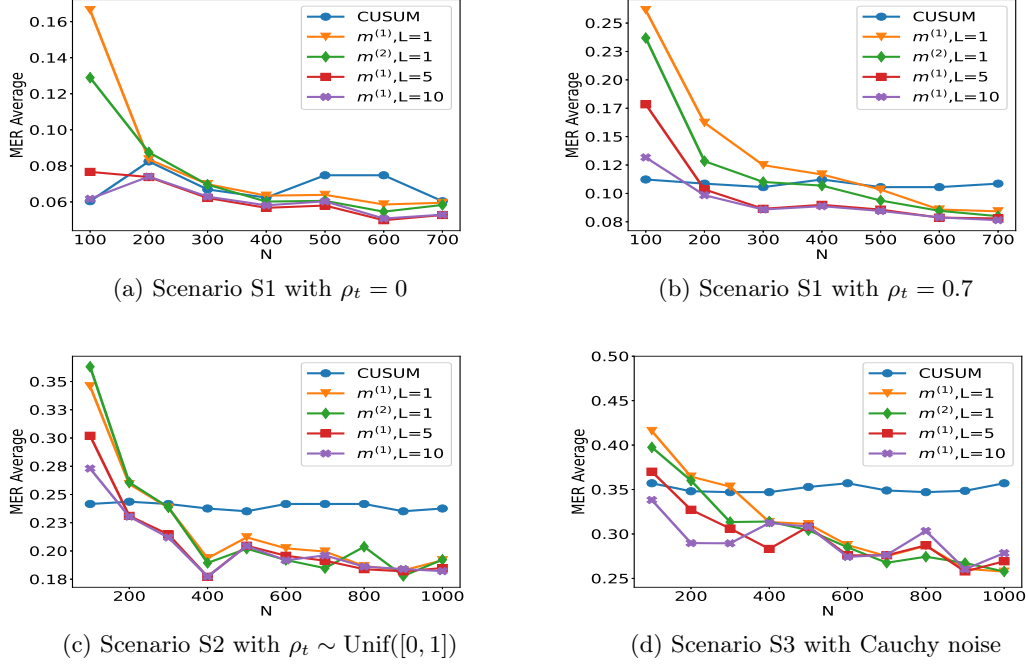 0.16
0.14
0.12
0.10
0.08
0.06
MER Average
100 200 300 400 500 600 700
N
CUSUM
m⁽¹⁾,L=1
m⁽²⁾,L=1
m⁽¹⁾,L=5
m⁽¹⁾,L=10
(a) Scenario S1 with ρₜ = 0
0.25
0.23
0.20
0.17
0.15
0.12
0.10
0.08
MER Average
100 200 300 400 500 600 700
N
CUSUM
m⁽¹⁾,L=1
m⁽²⁾,L=1
m⁽¹⁾,L=5
m⁽¹⁾,L=10
(b) Scenario S1 with ρₜ = 0.7
0.35
0.33
0.30
0.28
0.25
0.23
0.20
0.18
MER Average
200 400 600 800 1000
N
CUSUM
m⁽¹⁾,L=1
m⁽²⁾,L=1
m⁽¹⁾,L=5
m⁽¹⁾,L=10
(c) Scenario S2 with ρₜ ∼ Unif([0, 1])
0.50
0.45
0.40
0.35
0.30
0.25
MER Average
200 400 600 800 1000
N
CUSUM
m⁽¹⁾,L=1
m⁽²⁾,L=1
m⁽¹⁾,L=5
m⁽¹⁾,L=10
(d) Scenario S3 with Cauchy noise